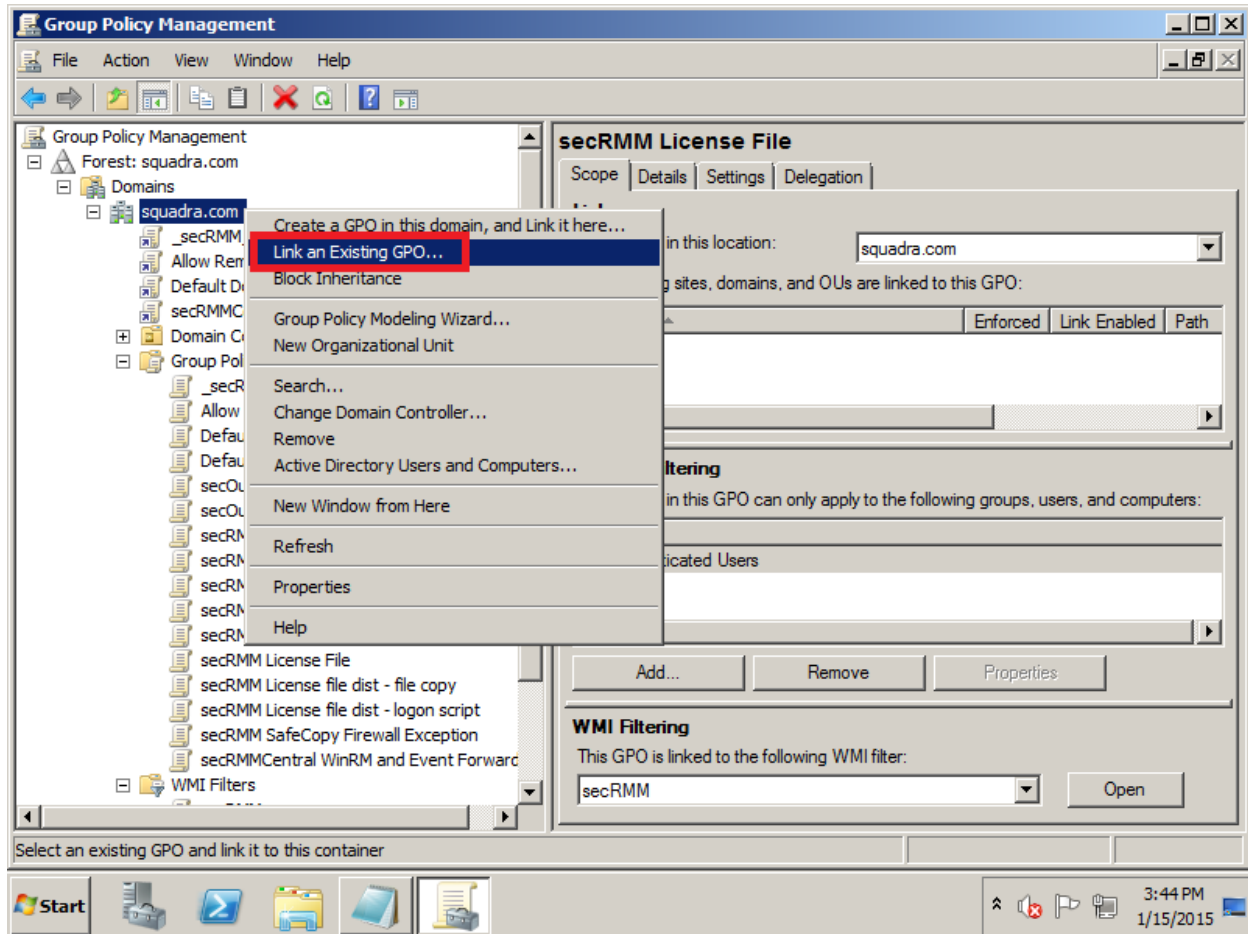 Group Policy Management
File Action View Window Help
Group Policy Management
Forest: squadra.com
Domains
squadra.com
_secRMM_
Allow Rem
Default Do
secRMMC
Domain Co
Group Pol
_secR
Allow
Defau
Defau
secOu
secOu
secRM
secRM
secRM
secRM
secRM
secRMM License File
secRMM License file dist - file copy
secRMM License file dist - logon script
secRMM SafeCopy Firewall Exception
secRMMCentral WinRM and Event Forward
WMI Filters
Create a GPO in this domain, and Link it here...
Link an Existing GPO...
Block Inheritance
Group Policy Modeling Wizard...
New Organizational Unit
Search...
Change Domain Controller...
Remove
Active Directory Users and Computers...
New Window from Here
Refresh
Properties
Help
secRMM License File
Scope Details Settings Delegation
in this location: squadra.com
g sites, domains, and OUs are linked to this GPO:
Enforced Link Enabled Path
ltering
in this GPO can only apply to the following groups, users, and computers:
ticated Users
Add... Remove Properties
WMI Filtering
This GPO is linked to the following WMI filter:
secRMM Open
Select an existing GPO and link it to this container
Start
3:44 PM
1/15/2015